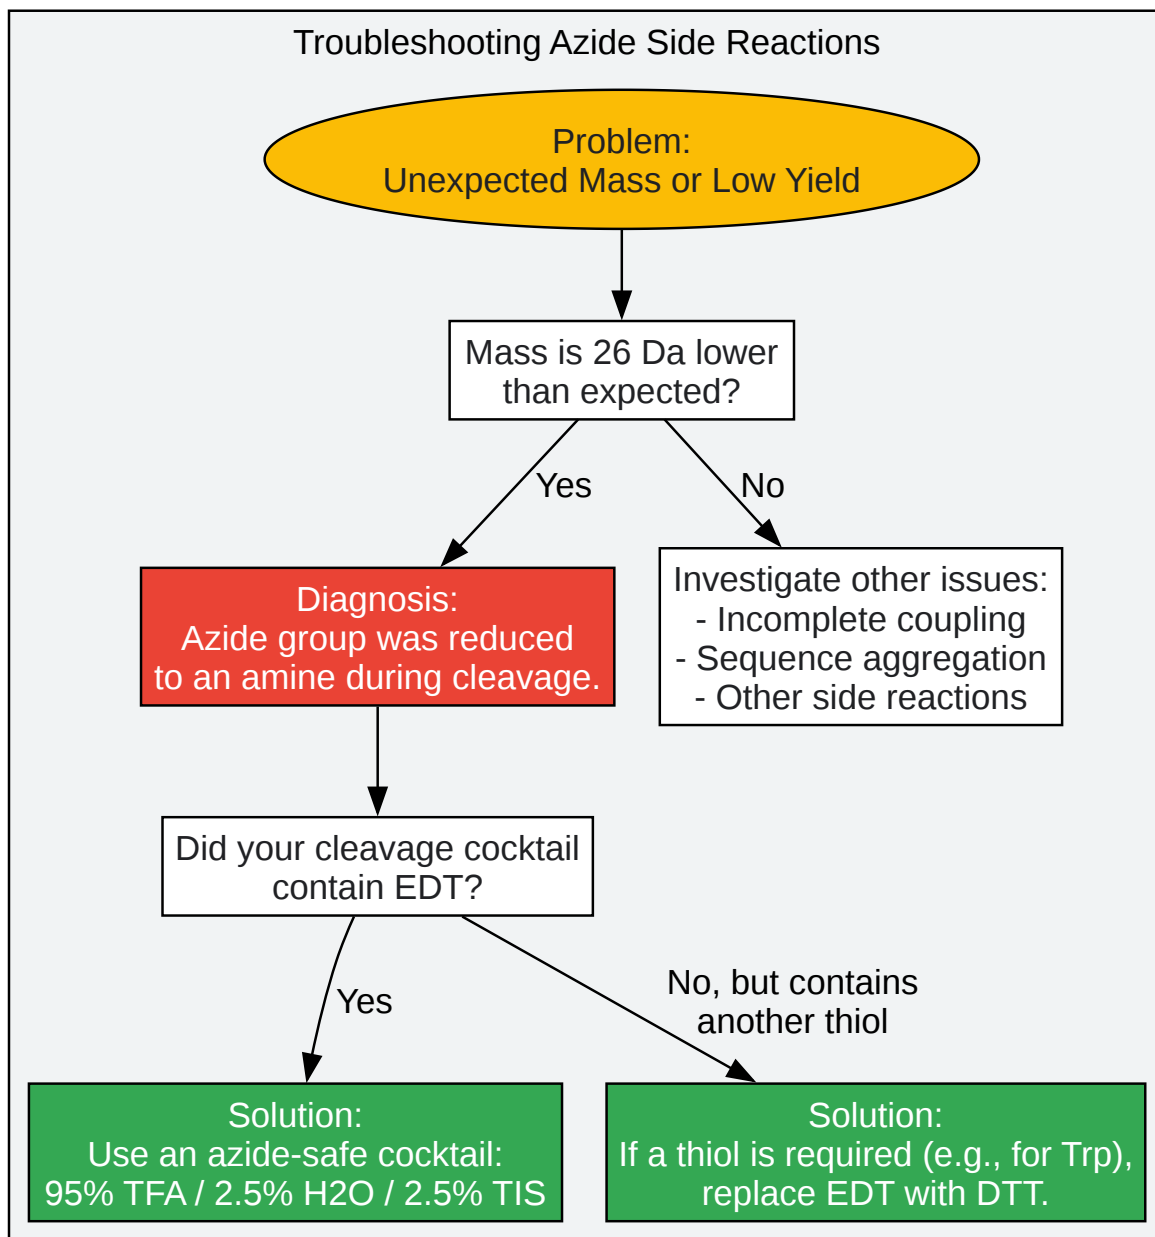 Troubleshooting Azide Side Reactions
Problem:
Unexpected Mass or Low Yield
Mass is 26 Da lower
than expected?
Yes
No
Diagnosis:
Azide group was reduced
to an amine during cleavage.
Investigate other issues:
- Incomplete coupling
- Sequence aggregation
- Other side reactions
Did your cleavage cocktail
contain EDT?
Yes
No, but contains
another thiol
Solution:
Use an azide-safe cocktail:
95% TFA / 2.5% H2O / 2.5% TIS
Solution:
If a thiol is required (e.g., for Trp),
replace EDT with DTT.